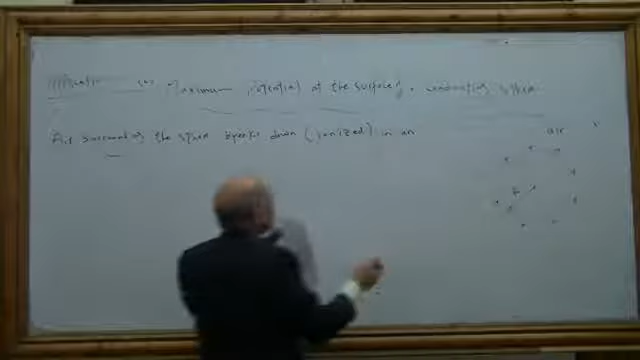 Maximum potential at the surface of a conducting sphere
Air surrounding the sphere breaks down (ionized) in an
air